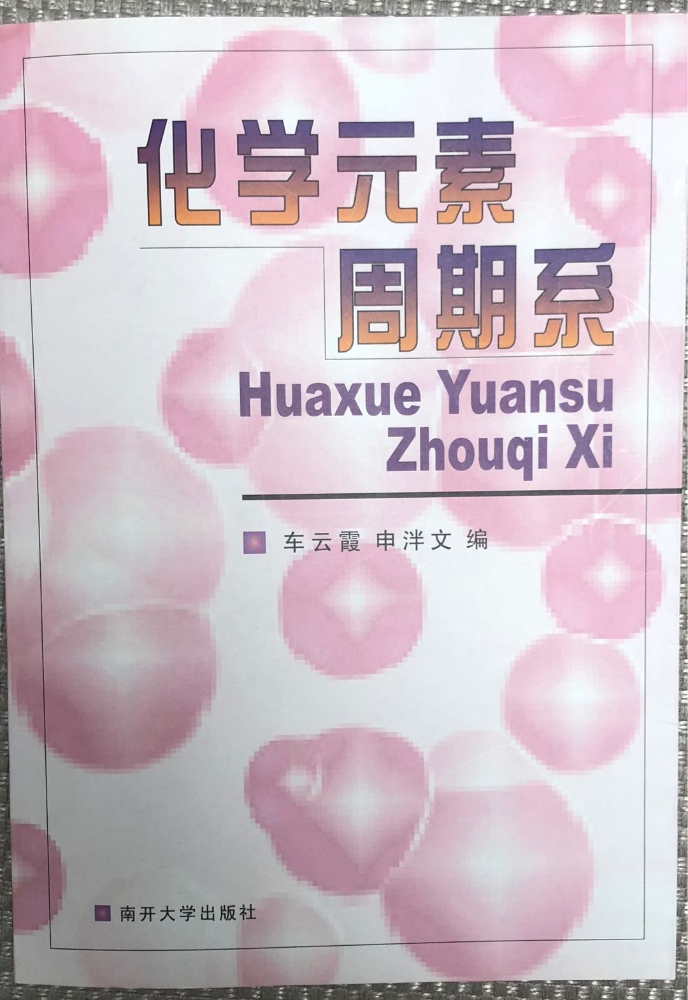 化学元素
周期系
Huaxue Yuansu
Zhouqi Xi
车云霞 申泮文 编
南开大学出版社